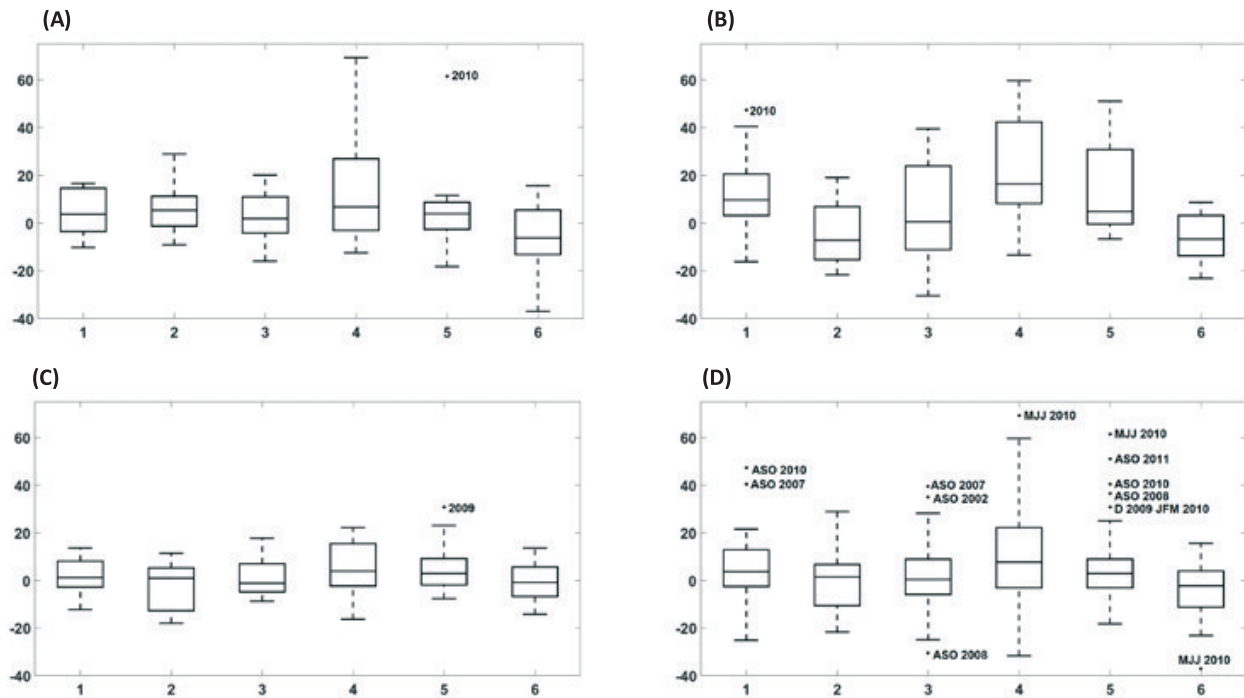 (A)
60
40
20
0
-20
-40
2010
1 2 3 4 5 6
(B)
60
40
20
0
-20
-40
2010
1 2 3 4 5 6
(C)
60
40
20
0
-20
-40
2009
1 2 3 4 5 6
(D)
60
40
20
0
-20
-40
MJJ 2010
MJJ 2010
ASO 2011
ASO 2010
ASO 2007
ASO 2007
ASO 2002
ASO 2010
ASO 2008
D 2009 JFM 2010
ASO 2008
MJJ 2010
1 2 3 4 5 6